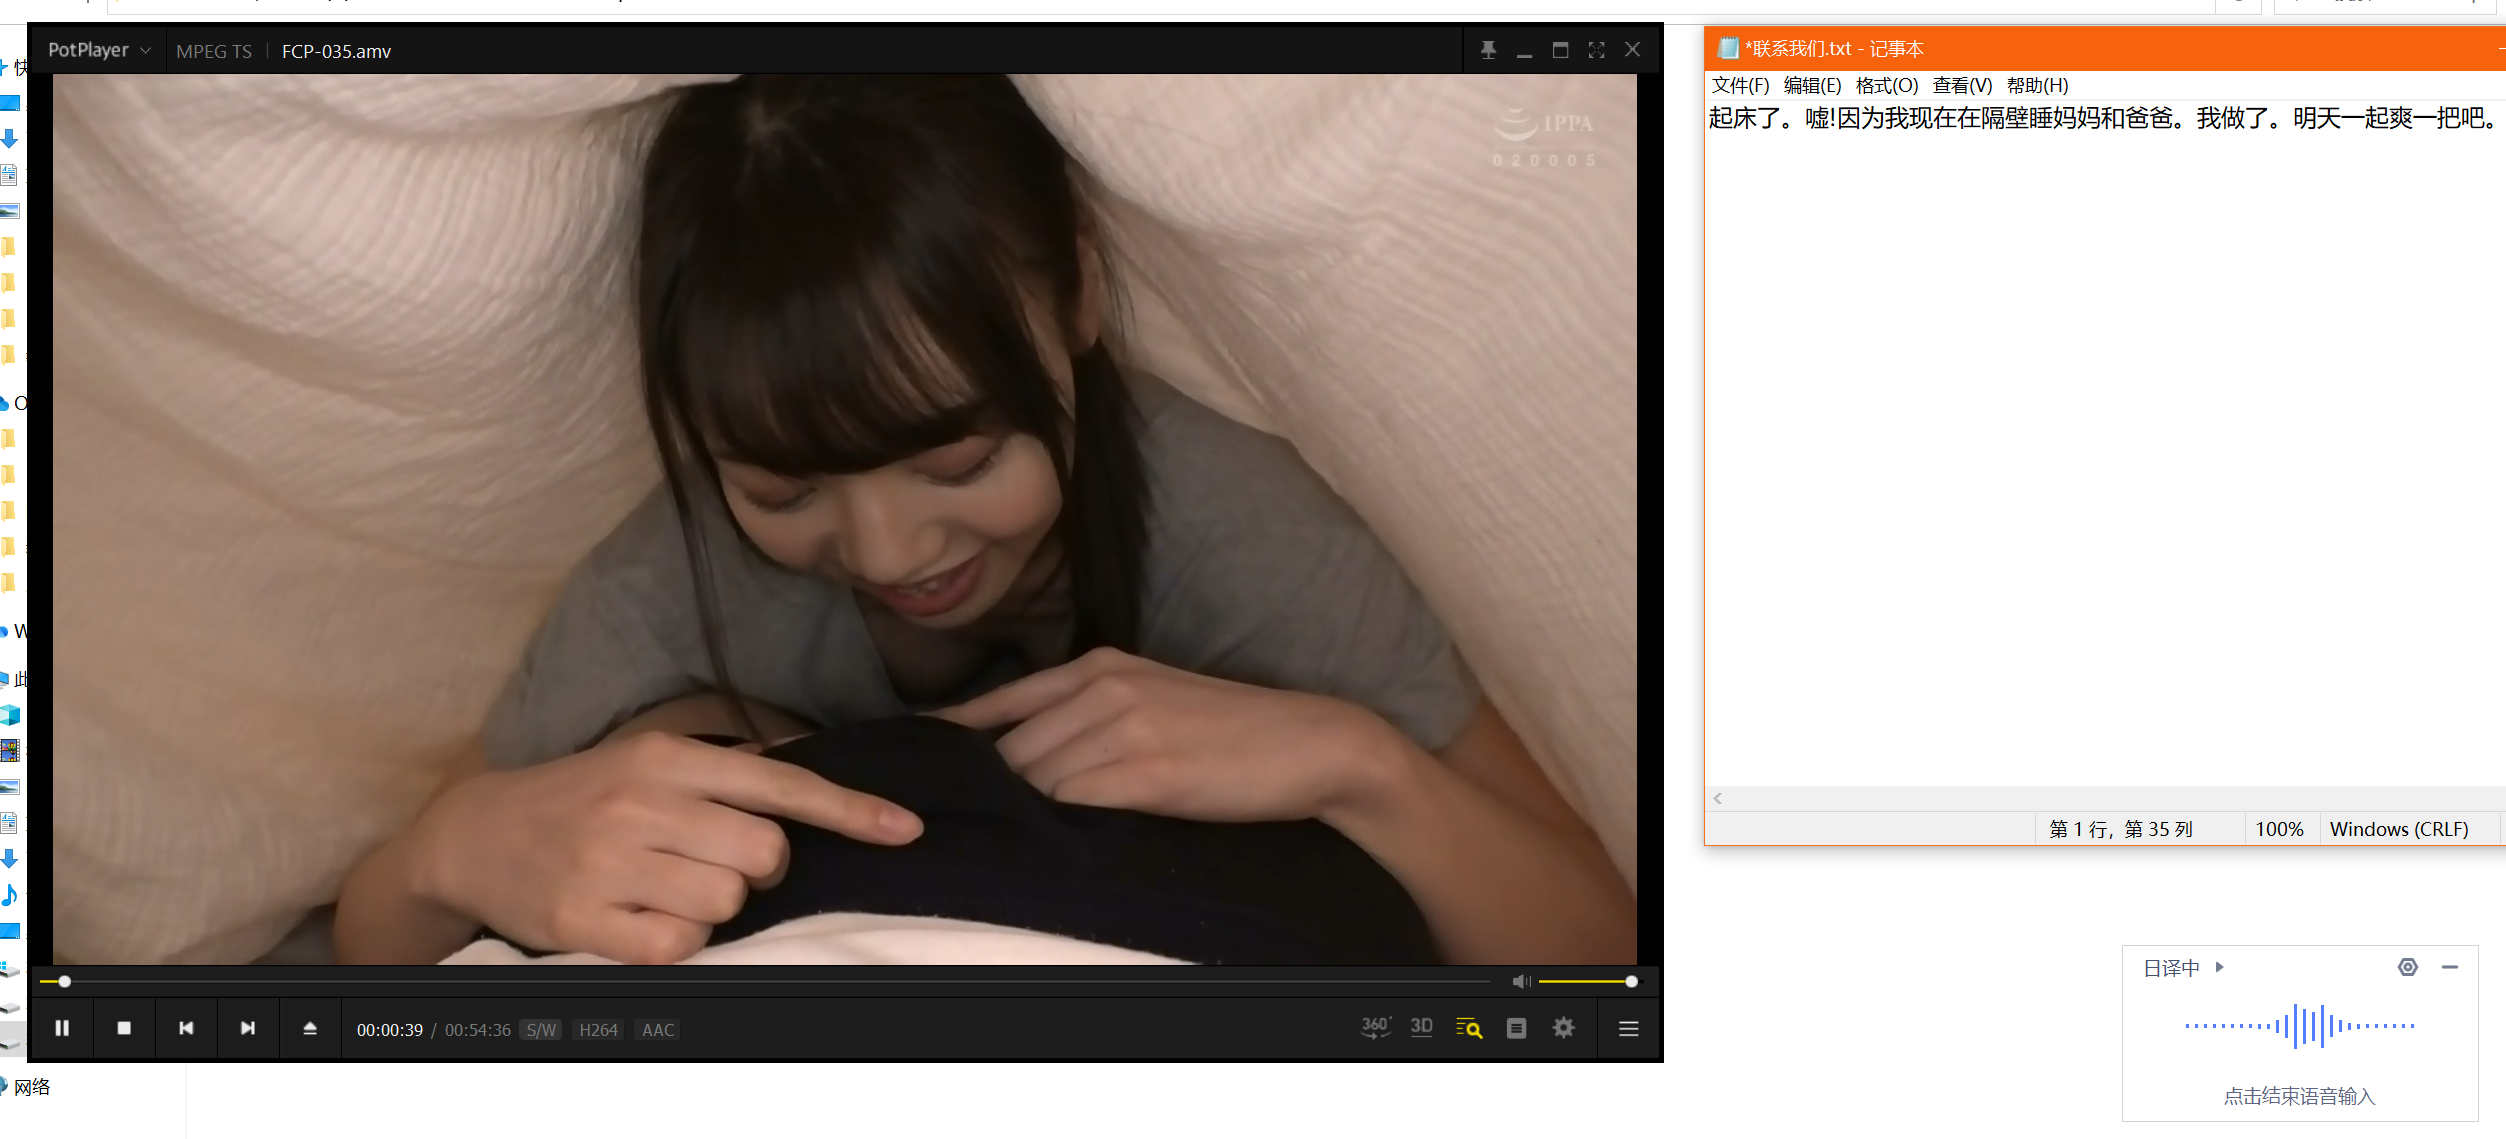 PotPlayer MPEG TS FCP-035.amv
IPPA
020005
00:00:39 / 00:54:36 S/W H264 AAC
360° 3D
网络
*联系我们.txt - 记事本
文件(F) 编辑(E) 格式(O) 查看(V) 帮助(H)
起床了。嘘!因为我现在在隔壁睡妈妈和爸爸。我做了。明天一起爽一把吧。
第 1 行，第 35 列 100% Windows (CRLF)
日译中
点击结束语音输入